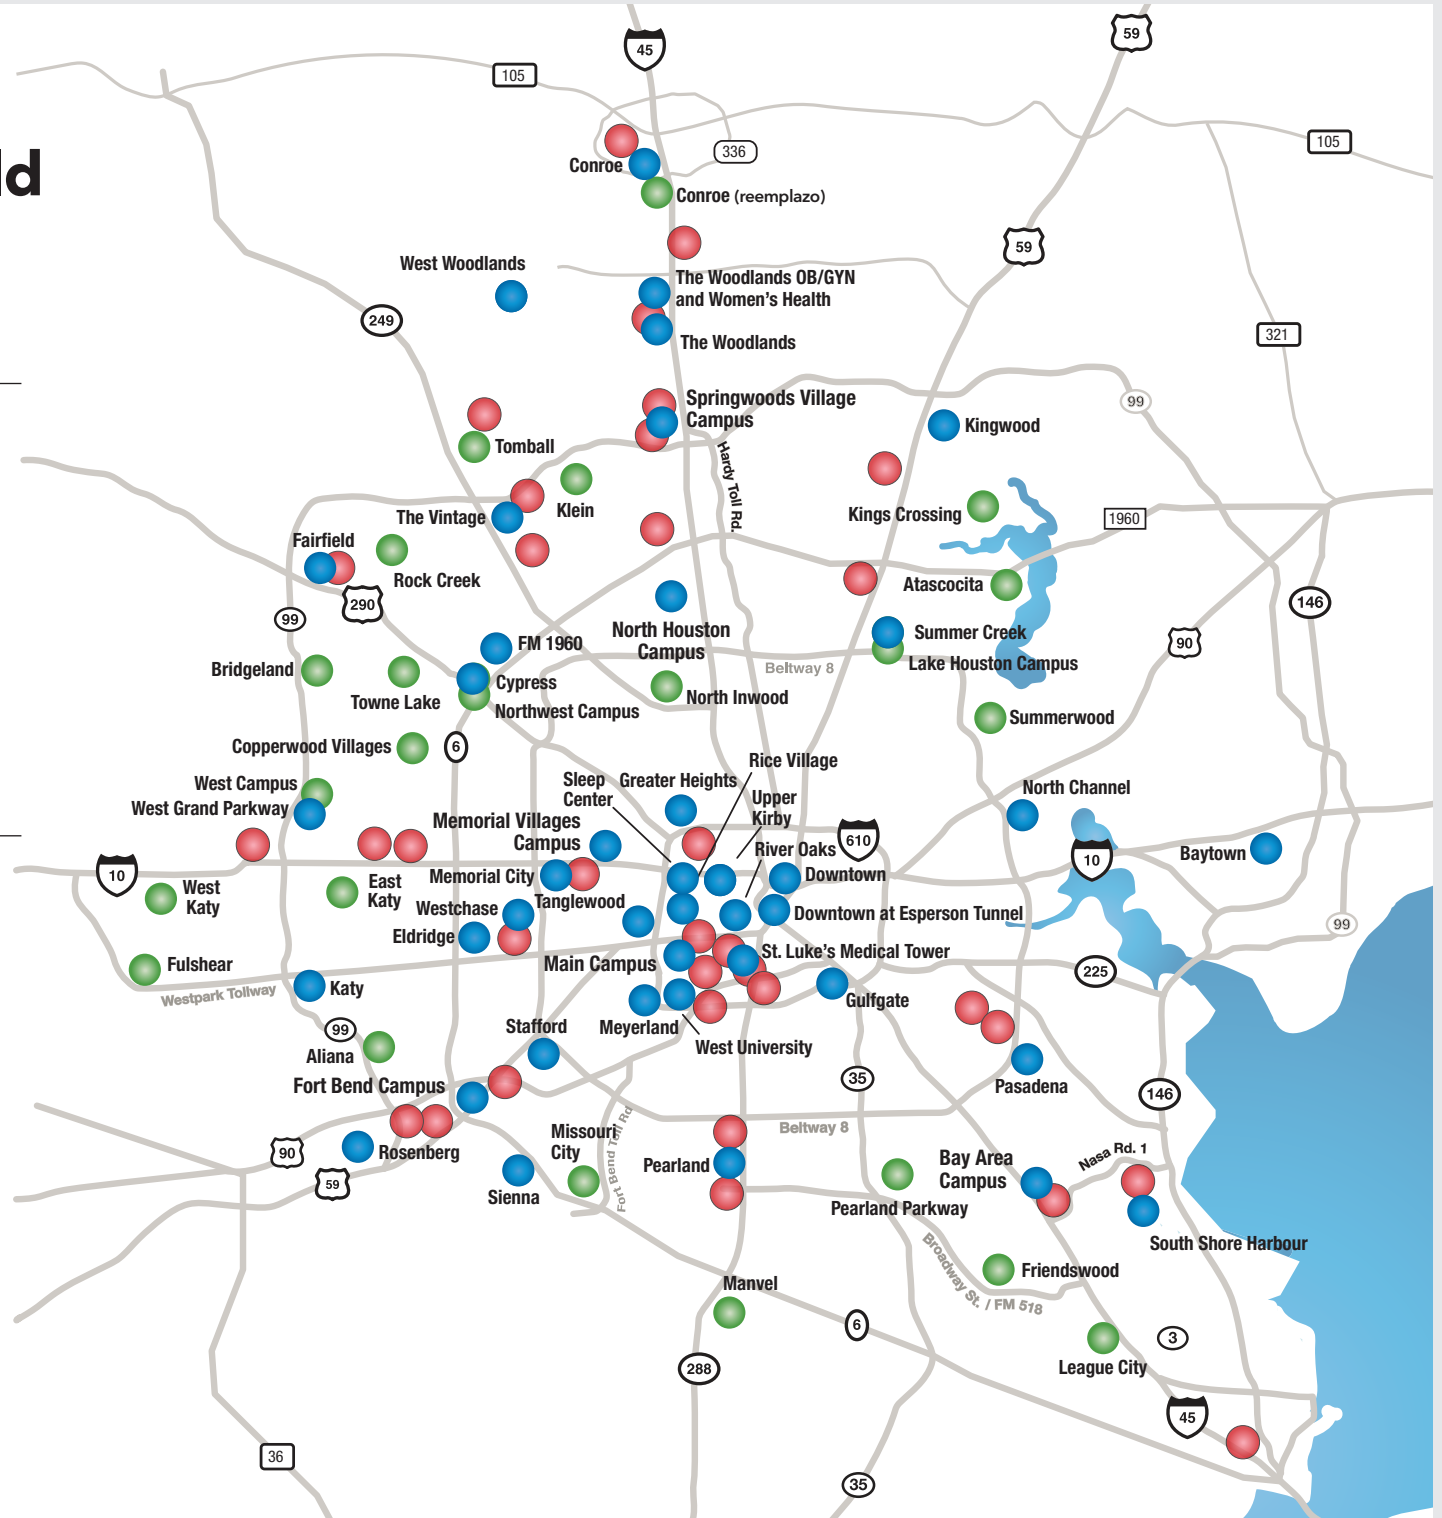 59
45
105
ld
336
105
Conroe
Conroe (reemplazo)
59
West Woodlands
The Woodlands OB/GYN
and Women's Health
249
321
The Woodlands
99
Springwoods Village
Campus
Kingwood
Tomball
Hardy Toll Rd.
Klein
The Vintage
Kings Crossing
1960
Fairfield
Rock Creek
Atascocita
290
146
99
North Houston
Campus
Summer Creek
FM 1960
90
Beltway 8
Lake Houston Campus
Bridgeland
Cypress
Towne Lake
North Inwood
Northwest Campus
Summerwood
Copperwood Villages
6
Rice Village
Sleep
Center
Greater Heights
West Campus
Upper
Kirby
North Channel
West Grand Parkway
Memorial Villages
Campus
610
River Oaks
Baytown
10
10
Memorial City
Downtown
West
Katy
East
Katy
Tanglewood
Westchase
Downtown at Esperson Tunnel
99
Eldridge
St. Luke's Medical Tower
Fulshear
Main Campus
225
Westpark Tollway
Katy
Gulfgate
99
Stafford
Meyerland
West University
Aliana
35
Fort Bend Campus
Pasadena
146
Beltway 8
Missouri
City
Fort Bend Toll Rd
90
Rosenberg
Nasa Rd. 1
Pearland
Bay Area
Campus
59
Sienna
Pearland Parkway
South Shore Harbour
Broadway St. / FM 518
Friendswood
Manvel
6
3
League City
288
45
36
35